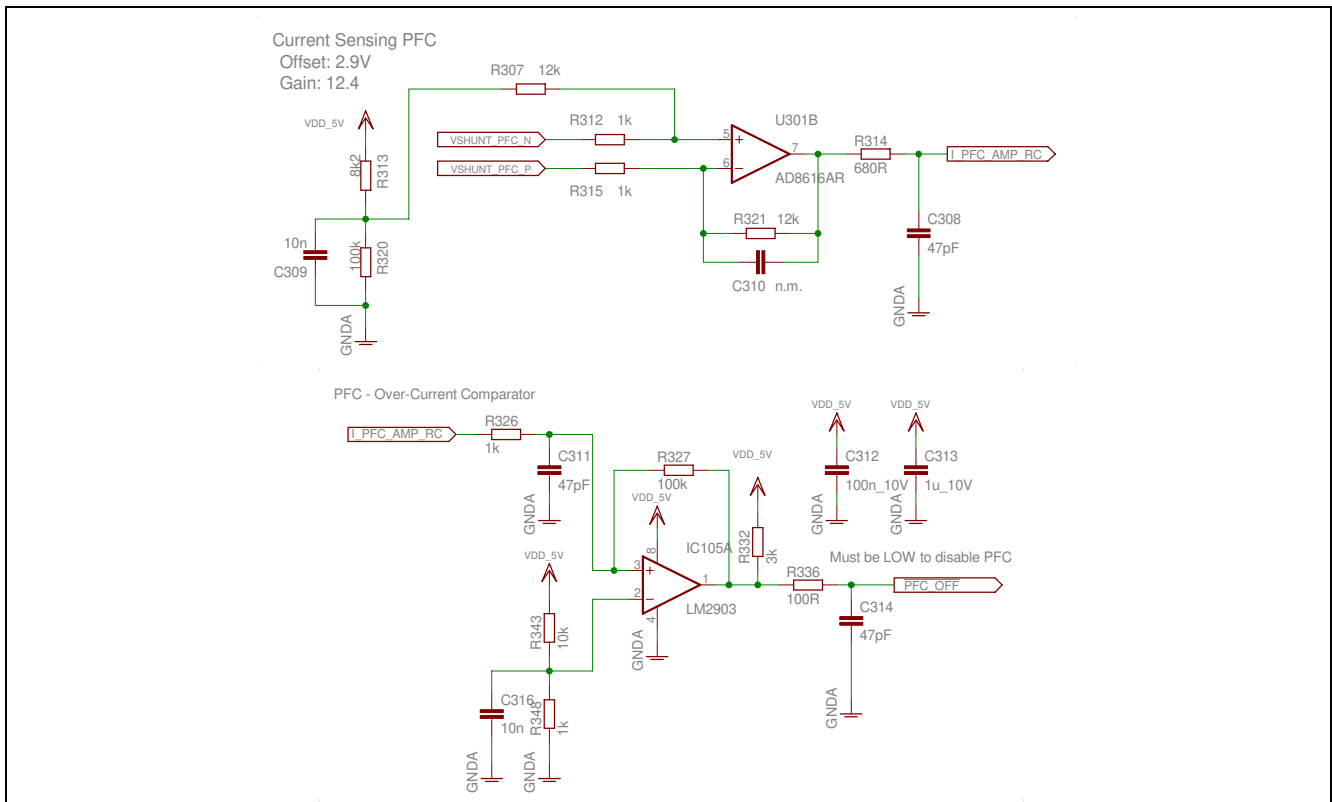 Current Sensing PFC
Offset: 2.9V
Gain: 12.4
R307 12k
VDD_5V
R312 1k
U301B
VSHUNT_PFC_N
5
+
7
R314
I_PFC_AMP_RC
8k2
R313
VSHUNT_PFC_P
6
−
680R
R315 1k
AD8616AR
R321 12k
C308
47pF
10n
C309
100k
R320
C310 n.m.
GNDA
GNDA
PFC - Over-Current Comparator
I_PFC_AMP_RC
R326
1k
C311
47pF
GNDA
R327
100k
VDD_5V
VDD_5V
VDD_5V
C312
100n_10V
GNDA
VDD_5V
C313
1u_10V
GNDA
R332
3k
VDD_5V
IC105A
8
3
+
1
2
−
4
LM2903
GNDA
Must be LOW to disable PFC
R336
100R
PFC_OFF
C314
47pF
GNDA
R343
10k
C316
10n
R348
1k
GNDA
GNDA